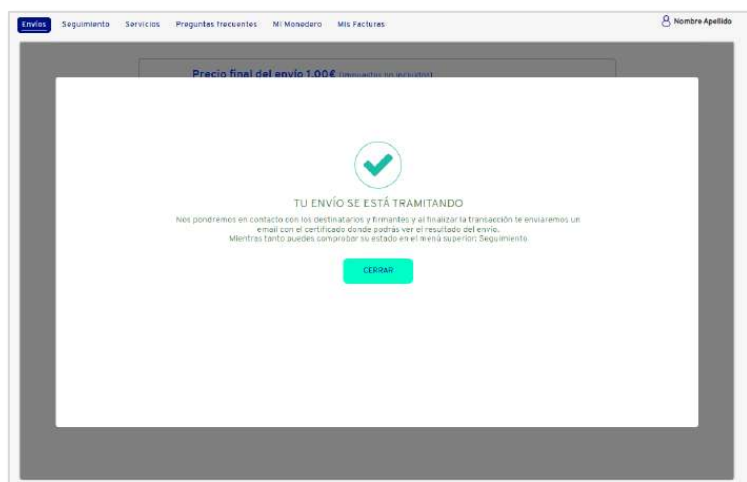 Envíos Seguimiento Servicios Preguntas frecuentes Mi Monedero Mis Facturas Nombre Apellido
Precio final del envío 1.00€ (impuestos no incluidos)
TU ENVÍO SE ESTÁ TRAMITANDO
Nos pondremos en contacto con los destinatarios y firmantes y al finalizar la transacción te enviaremos un
email con el certificado donde podrás ver el resultado del envío.
Mientras tanto puedes comprobar su estado en el menú superior: Seguimiento.
CERRAR